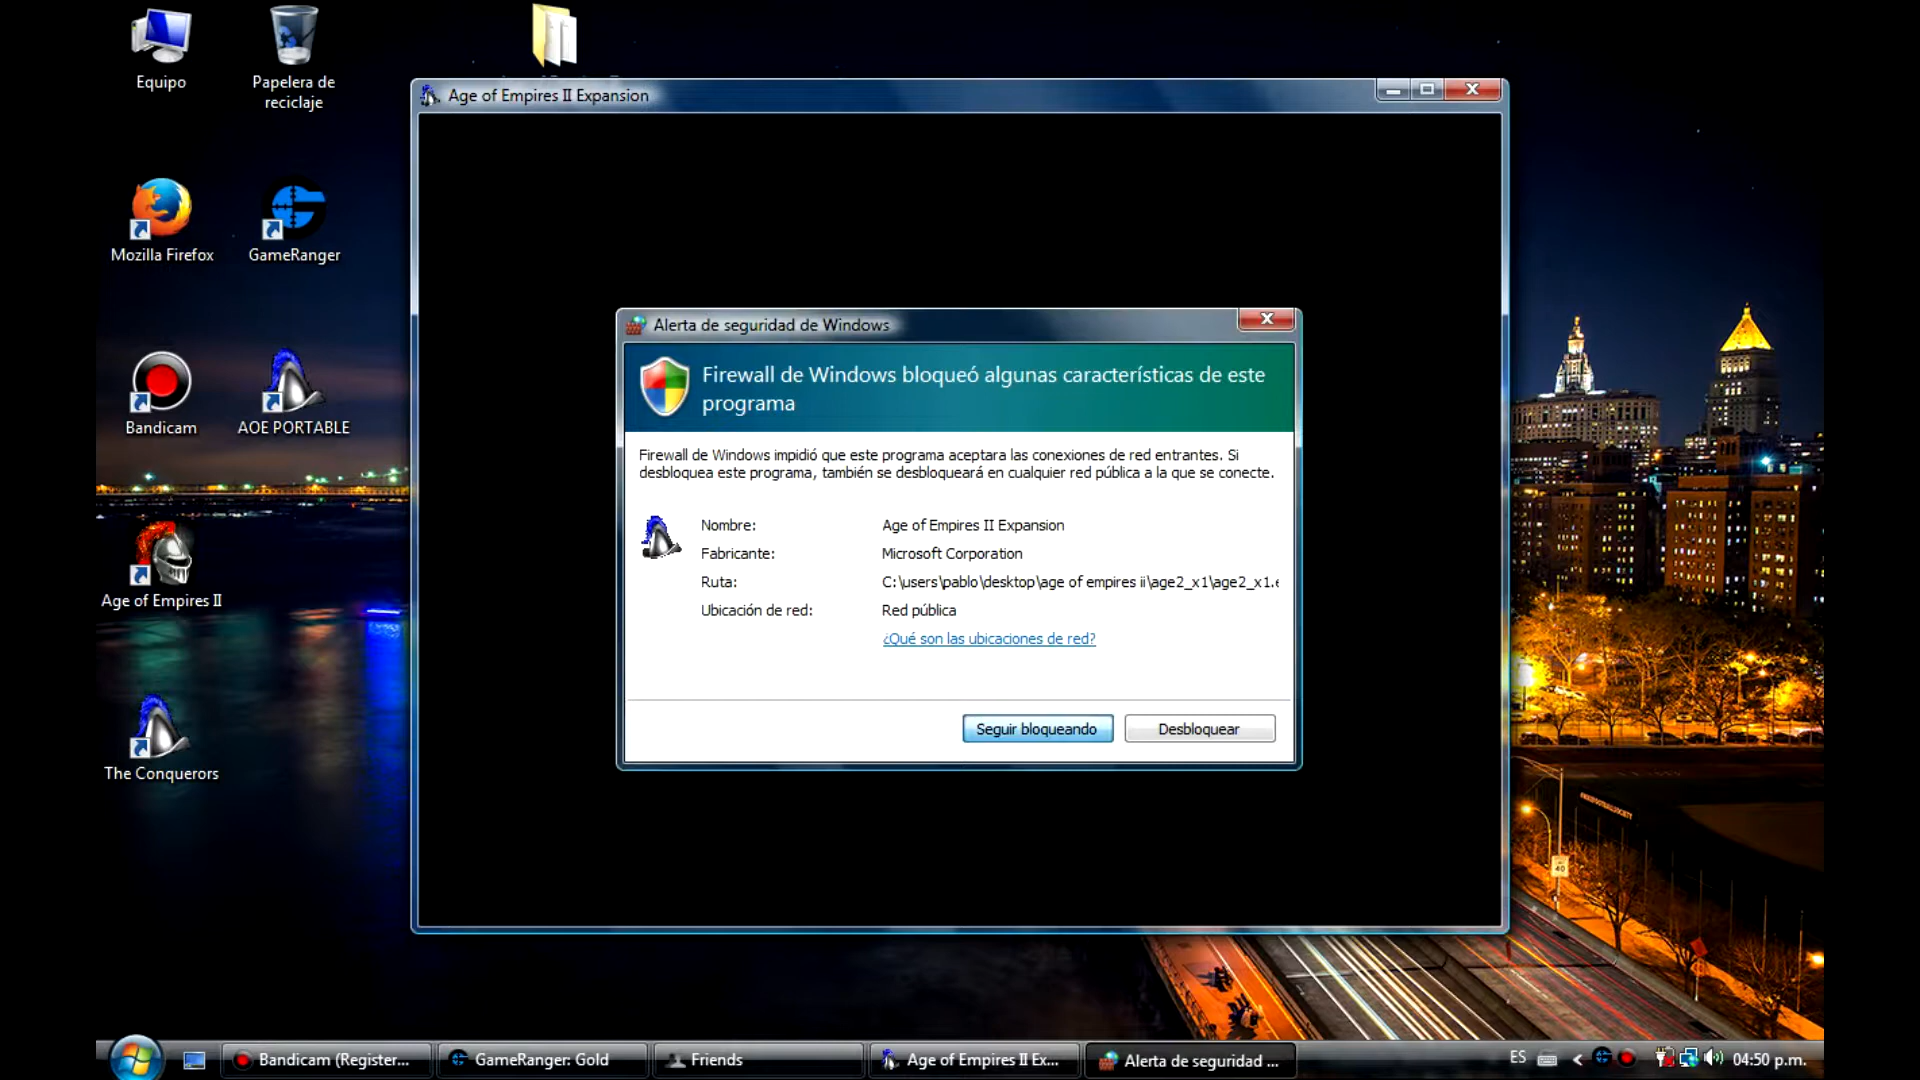 Equipo
Papelera de
reciclaje
Mozilla Firefox
GameRanger
Bandicam
AOE PORTABLE
Age of Empires II
The Conquerors
Age of Empires II Expansion
Alerta de seguridad de Windows
Firewall de Windows bloqueó algunas características de este
programa
Firewall de Windows impidió que este programa aceptara las conexiones de red entrantes. Si
desbloquea este programa, también se desbloqueará en cualquier red pública a la que se conecte.
Nombre: Age of Empires II Expansion
Fabricante: Microsoft Corporation
Ruta: C:\users\pablo\desktop\age of empires ii\age2_x1\age2_x1.e
Ubicación de red: Red pública
¿Qué son las ubicaciones de red?
Seguir bloqueando
Desbloquear
40
Bandicam (Register...
GameRanger: Gold
Friends
Age of Empires II Ex...
Alerta de seguridad ...
ES
04:50 p.m.